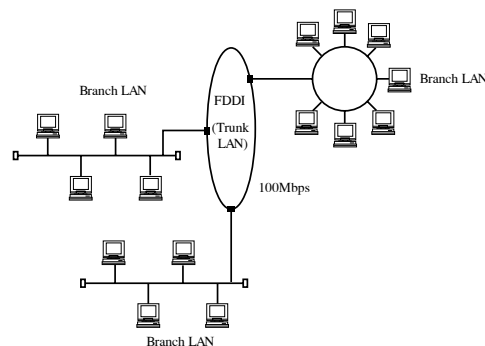 Branch LAN
FDDI
(Trunk
LAN)
Branch LAN
100Mbps
Branch LAN